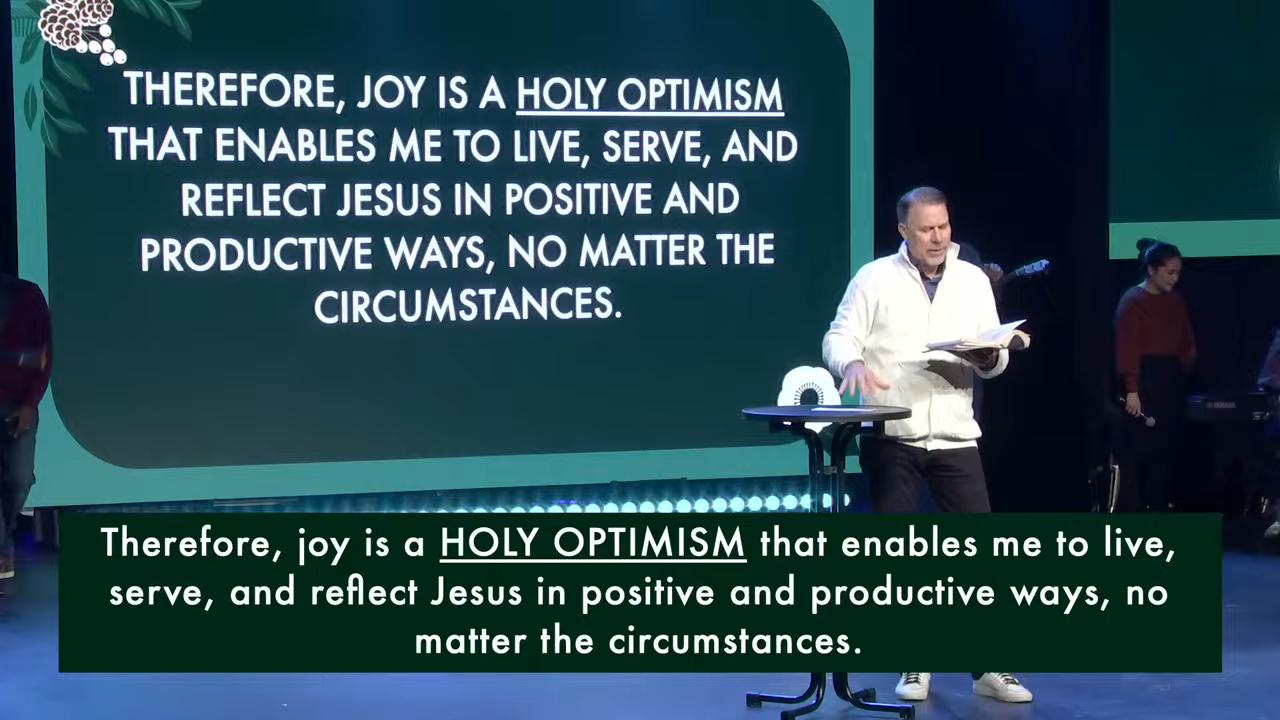 THEREFORE, JOY IS A HOLY OPTIMISM
THAT ENABLES ME TO LIVE, SERVE, AND
REFLECT JESUS IN POSITIVE AND
PRODUCTIVE WAYS, NO MATTER THE
CIRCUMSTANCES.
YAMAHA
Therefore, joy is a HOLY OPTIMISM that enables me to live,
serve, and reflect Jesus in positive and productive ways, no
matter the circumstances.